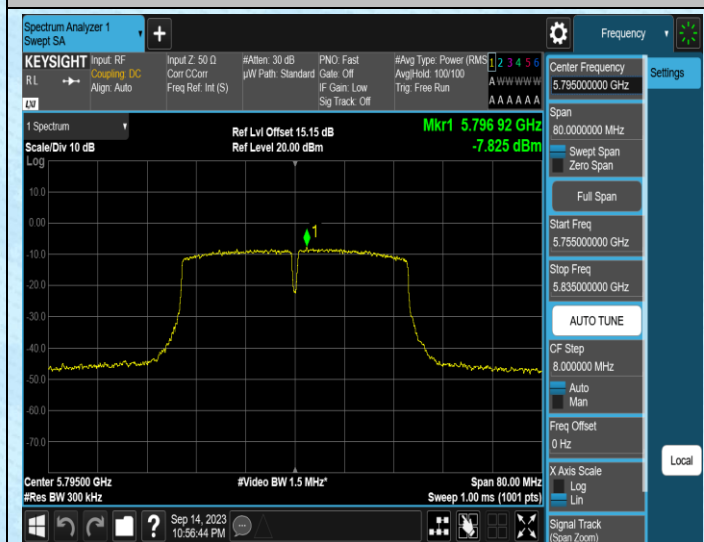 Spectrum Analyzer 1
Swept SA
Frequency
KEYSIGHT
Input: RF
Input Z: 50 Ω
#Atten: 30 dB
PNO: Fast
#Avg Type: Power (RMS
1 2 3 4 5 6
RL
Coupling: DC
Corr CCorr
µW Path: Standard
Gate: Off
Avg|Hold: 100/100
A W W W W W
Align: Auto
Freq Ref: Int (S)
IF Gain: Low
Trig: Free Run
Sig Track: Off
A A A A A A
LXI
1 Spectrum
Scale/Div 10 dB
Log
Ref Lvl Offset 15.15 dB
Ref Level 20.00 dBm
Mkr1 5.796 92 GHz
-7.825 dBm
10.0
0.00
-10.0
-20.0
-30.0
-40.0
-50.0
-60.0
-70.0
1
Center 5.79500 GHz
#Video BW 1.5 MHz*
Span 80.00 MHz
#Res BW 300 kHz
Sweep 1.00 ms (1001 pts)
Sep 14, 2023
10:56:44 PM
?
Center Frequency
5.795000000 GHz
Settings
Span
80.0000000 MHz
Swept Span
Zero Span
Full Span
Start Freq
5.755000000 GHz
Stop Freq
5.835000000 GHz
AUTO TUNE
CF Step
8.000000 MHz
Auto
Man
Freq Offset
0 Hz
X Axis Scale
Log
Lin
Local
Signal Track
(Span Zoom)